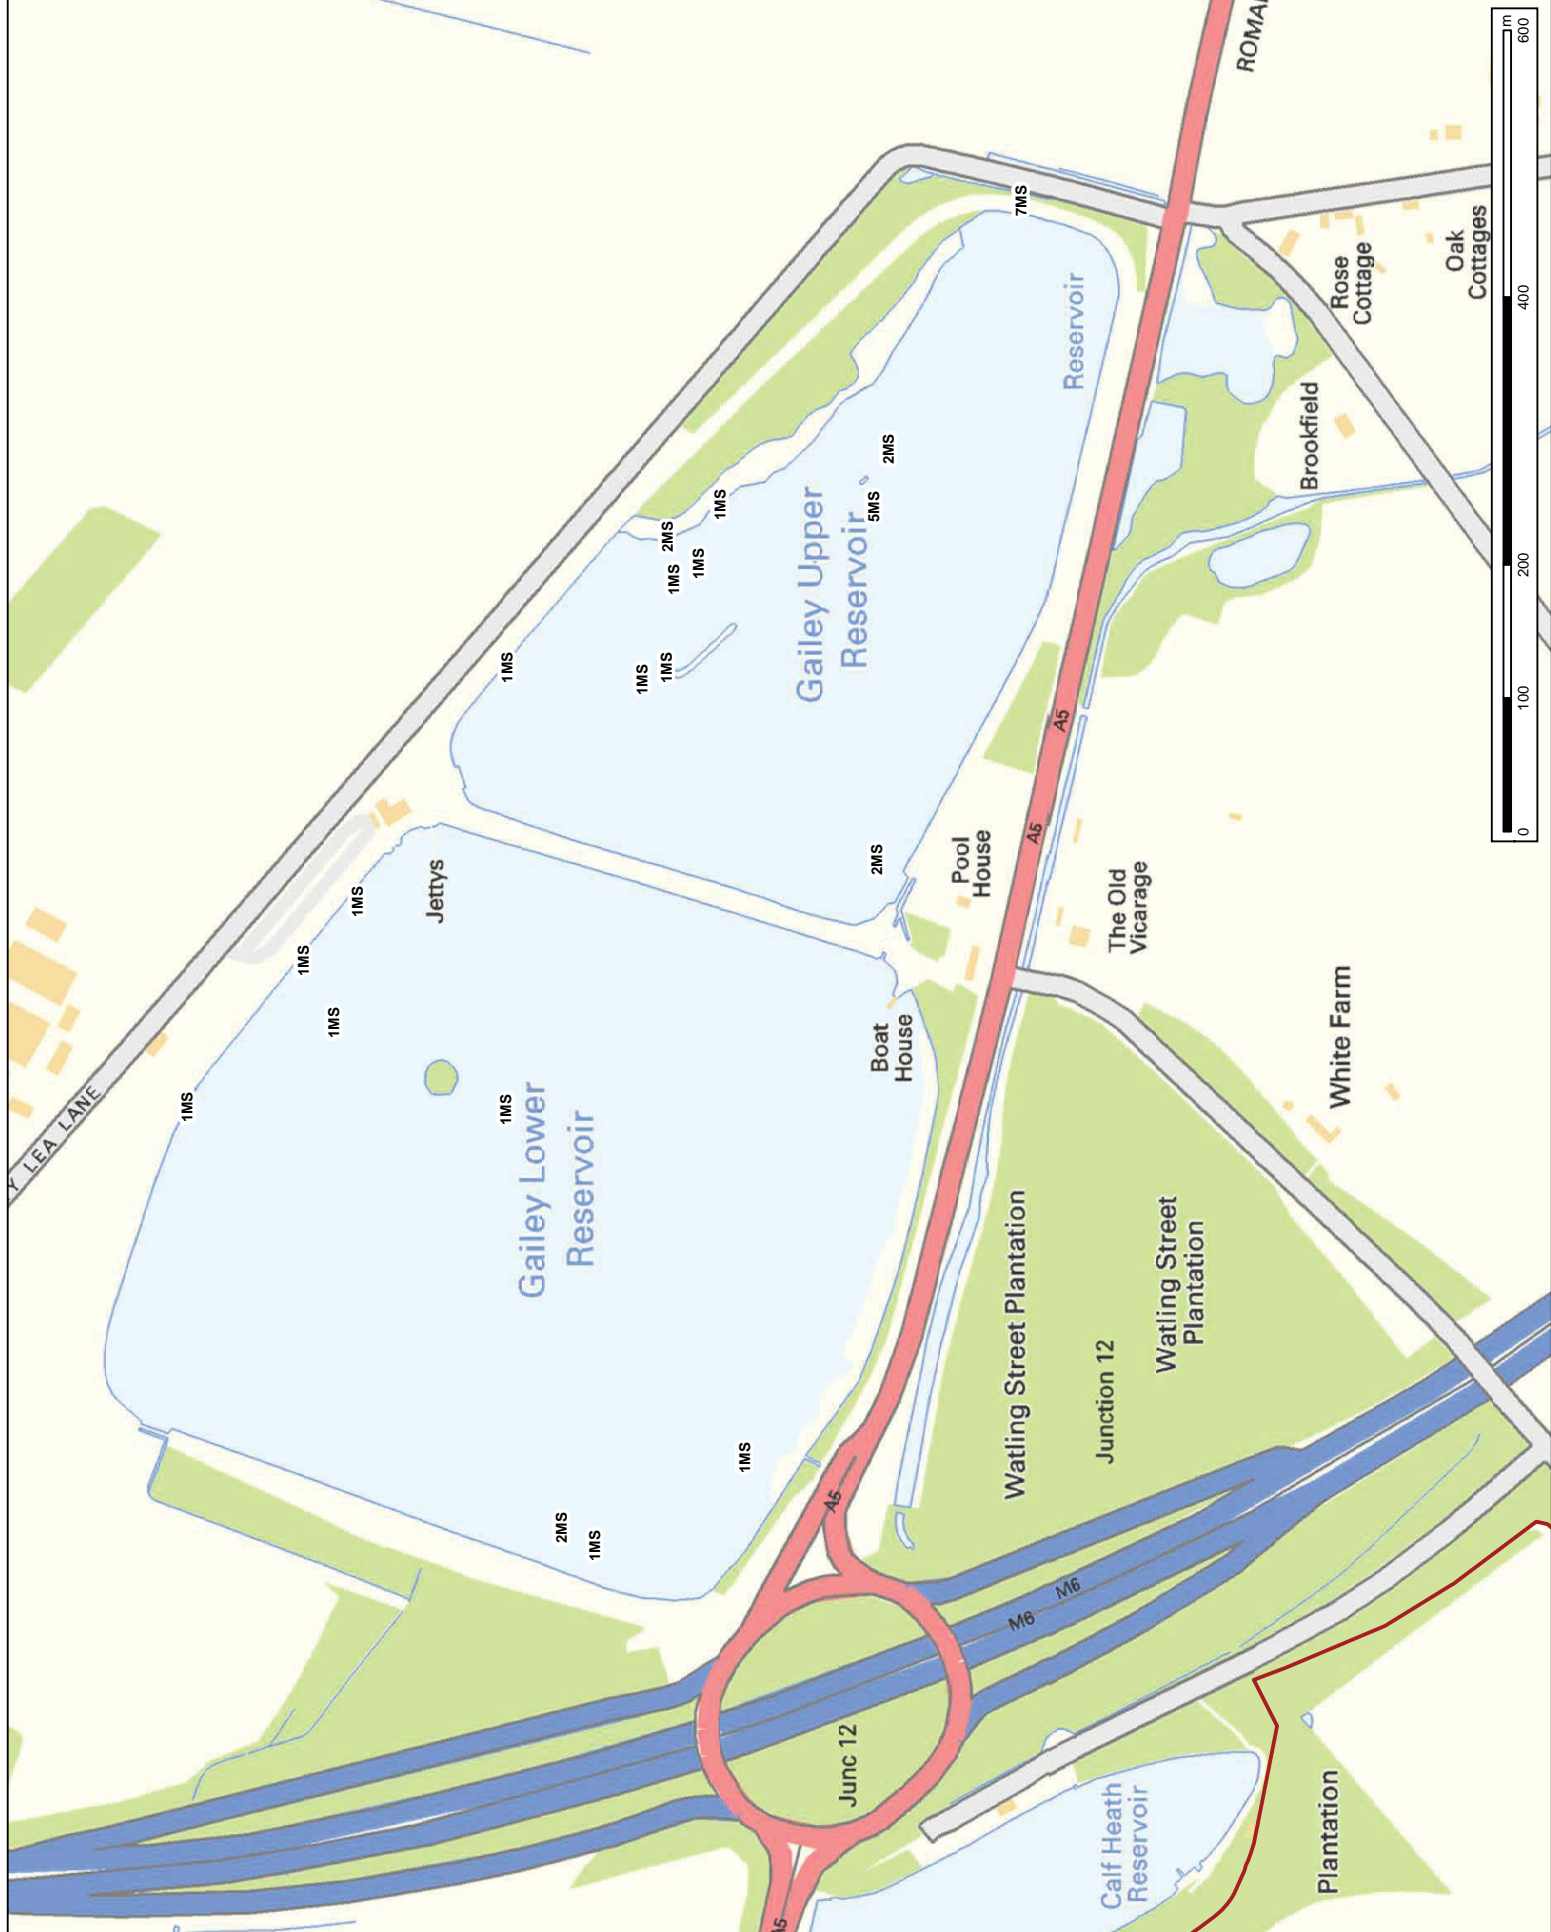 Y LEA LANE
1MS
1MS
1MS
1MS
Jettys
1MS
Gailey Lower
Reservoir
2MS
1MS
1MS
Boat
House
1MS
1MS
1MS
2MS
1MS
1MS
1MS
Gailey Upper
Reservoir
5MS
2MS
2MS
7MS
Reservoir
Pool
House
A5
A5
A5
A5
ROMA
The Old
Vicarage
White Farm
Brookfield
Rose
Cottage
Oak
Cottages
Watling Street Plantation
Junction 12
Watling Street
Plantation
M6
M6
Junc 12
Calf Heath
Reservoir
Plantation
0
100
200
400
600
m